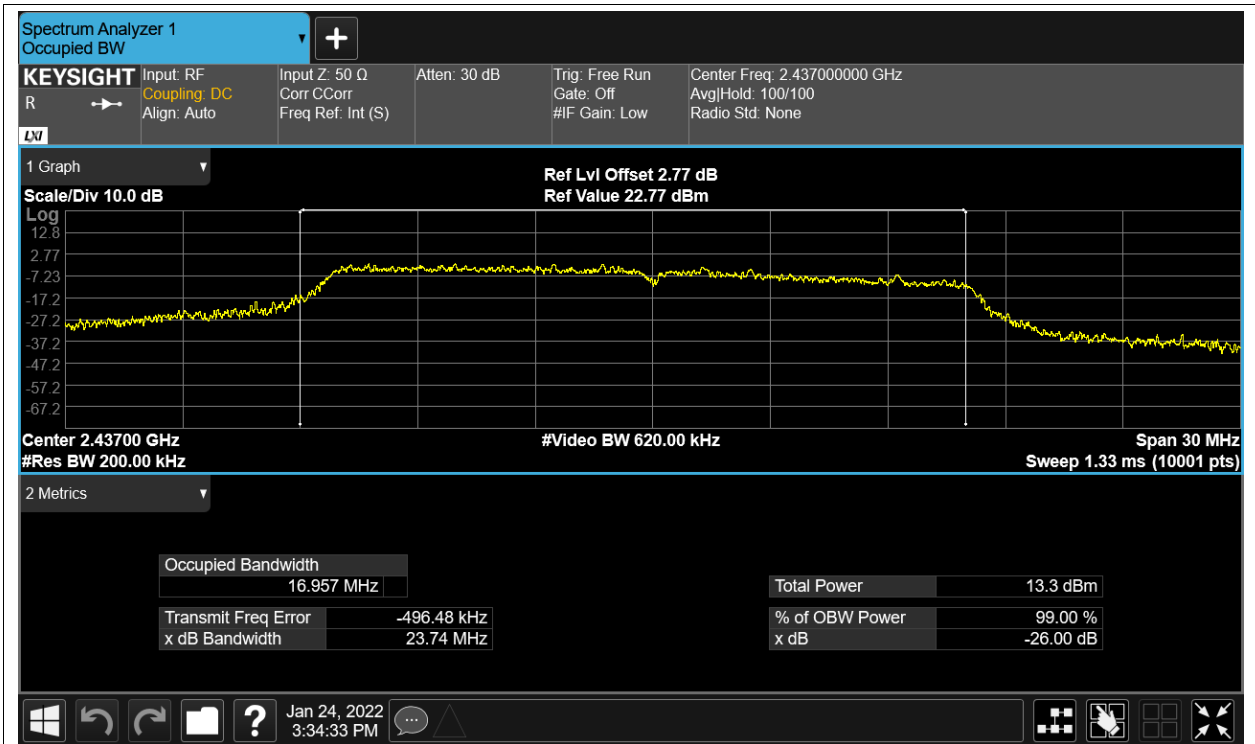 Spectrum Analyzer 1
Occupied BW
KEYSIGHT
R
LXI
Input: RF
Coupling: DC
Align: Auto
Input Z: 50 Ω
Corr CCorr
Freq Ref: Int (S)
Atten: 30 dB
Trig: Free Run
Gate: Off
#IF Gain: Low
Center Freq: 2.437000000 GHz
Avg|Hold: 100/100
Radio Std: None
1 Graph
Scale/Div 10.0 dB
Ref Lvl Offset 2.77 dB
Ref Value 22.77 dBm
Log
12.8
2.77
-7.23
-17.2
-27.2
-37.2
-47.2
-57.2
-67.2
Center 2.43700 GHz
#Video BW 620.00 kHz
Span 30 MHz
#Res BW 200.00 kHz
Sweep 1.33 ms (10001 pts)
2 Metrics
Occupied Bandwidth
16.957 MHz
Total Power 13.3 dBm
Transmit Freq Error -496.48 kHz
% of OBW Power 99.00 %
x dB Bandwidth 23.74 MHz
x dB -26.00 dB
?
Jan 24, 2022
3:34:33 PM